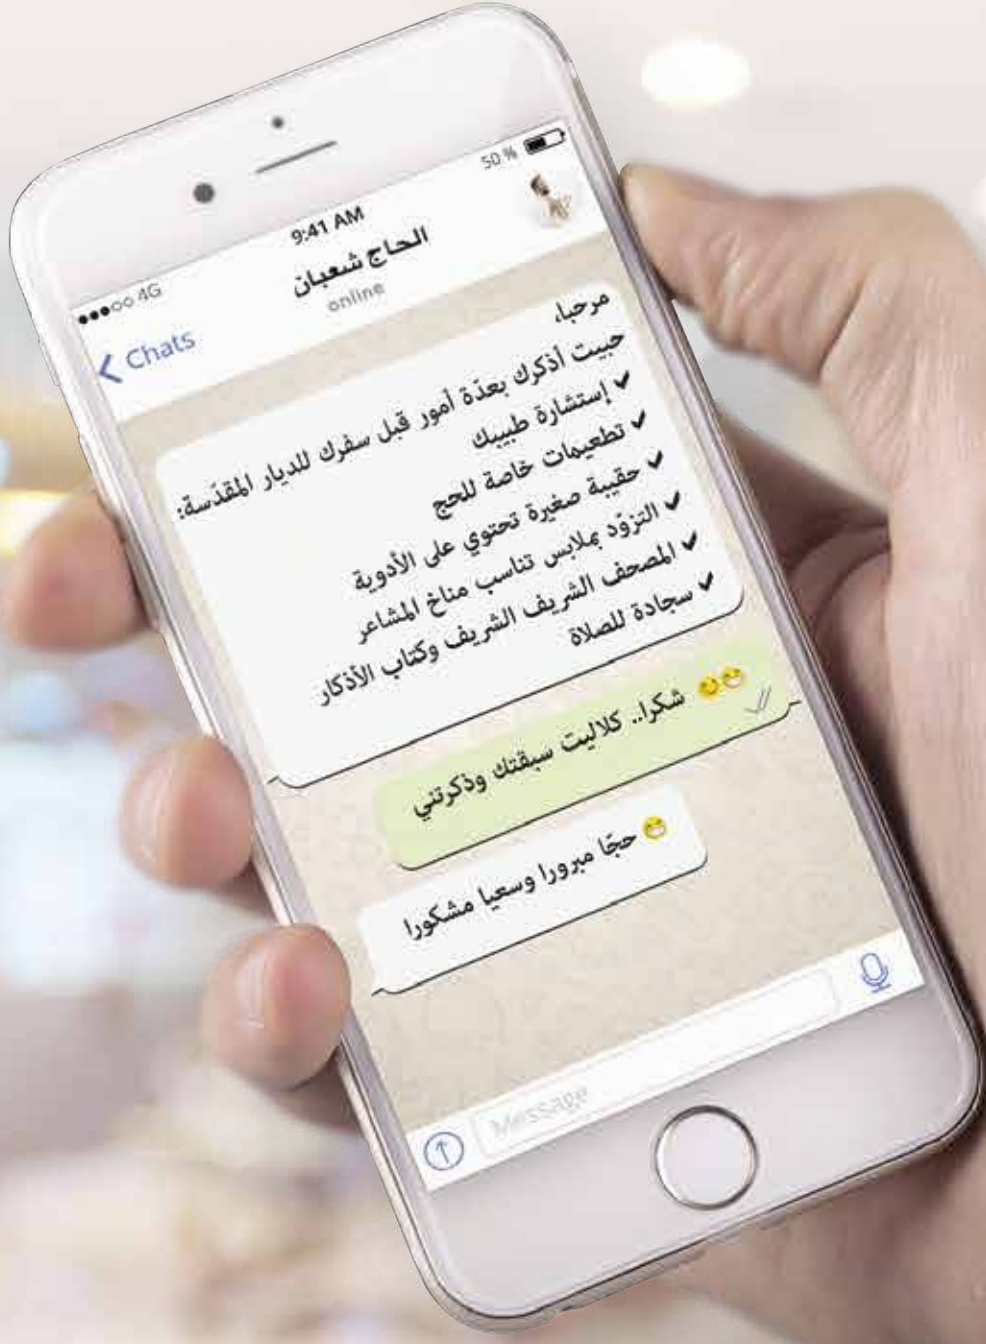 50 %
9:41 AM
4G
الحاج شعبان
online
Chats
مرحبا،
حبيت أذكرك بعدّة أمور قبل سفرك للديار المقدّسة:
✔ إستشارة طبيبك
✔ تطعيمات خاصة للحج
✔ حقيبة صغيرة تحتوي على الأدوية
✔ التزوّد بملابس تناسب مناخ المشاعر
✔ المصحف الشريف الشريف وكتاب الأذكار
✔ سجادة للصلاة
شكرا.. كلاليت سبقتك وذكرتني
حجّا مبرورا وسعيا مشكورا
Message